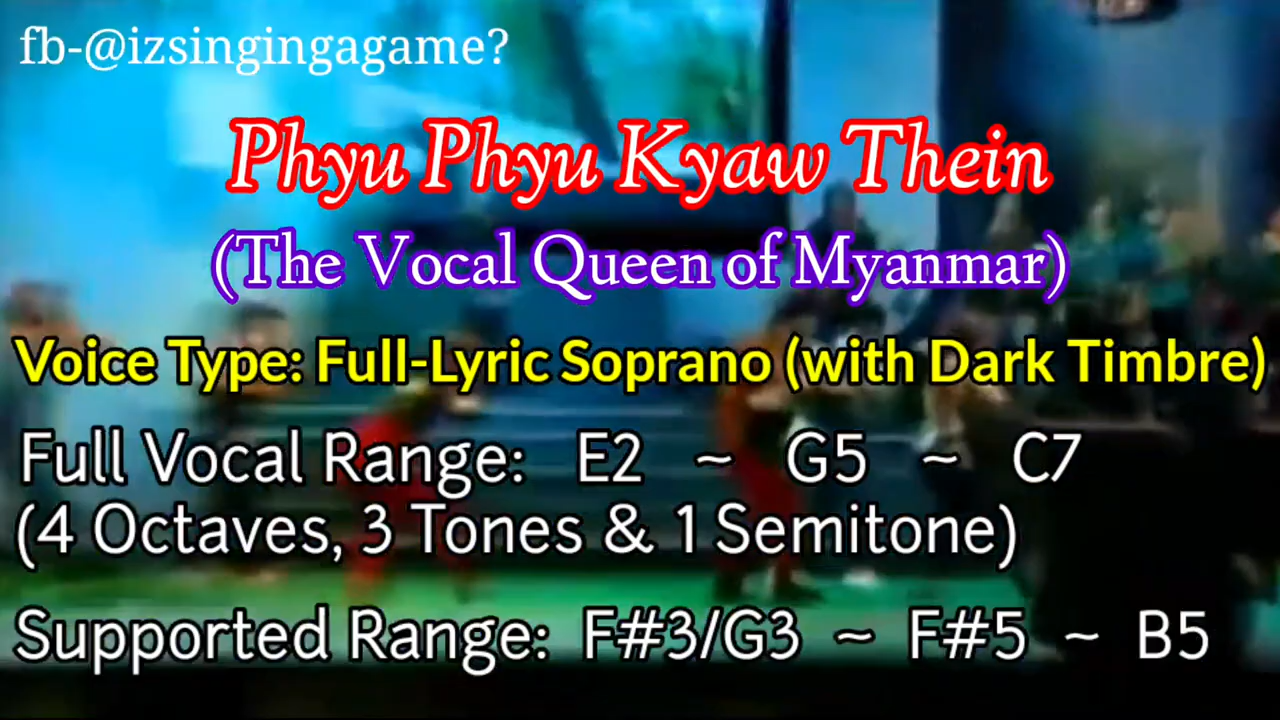 fb-@izsingingagame?
Phyu Phyu Kyaw Thein
(The Vocal Queen of Myanmar)
Voice Type: Full-Lyric Soprano (with Dark Timbre)
Full Vocal Range: E2 ~ G5 ~ C7
(4 Octaves, 3 Tones & 1 Semitone)
Supported Range: F#3/G3 ~ F#5 ~ B5